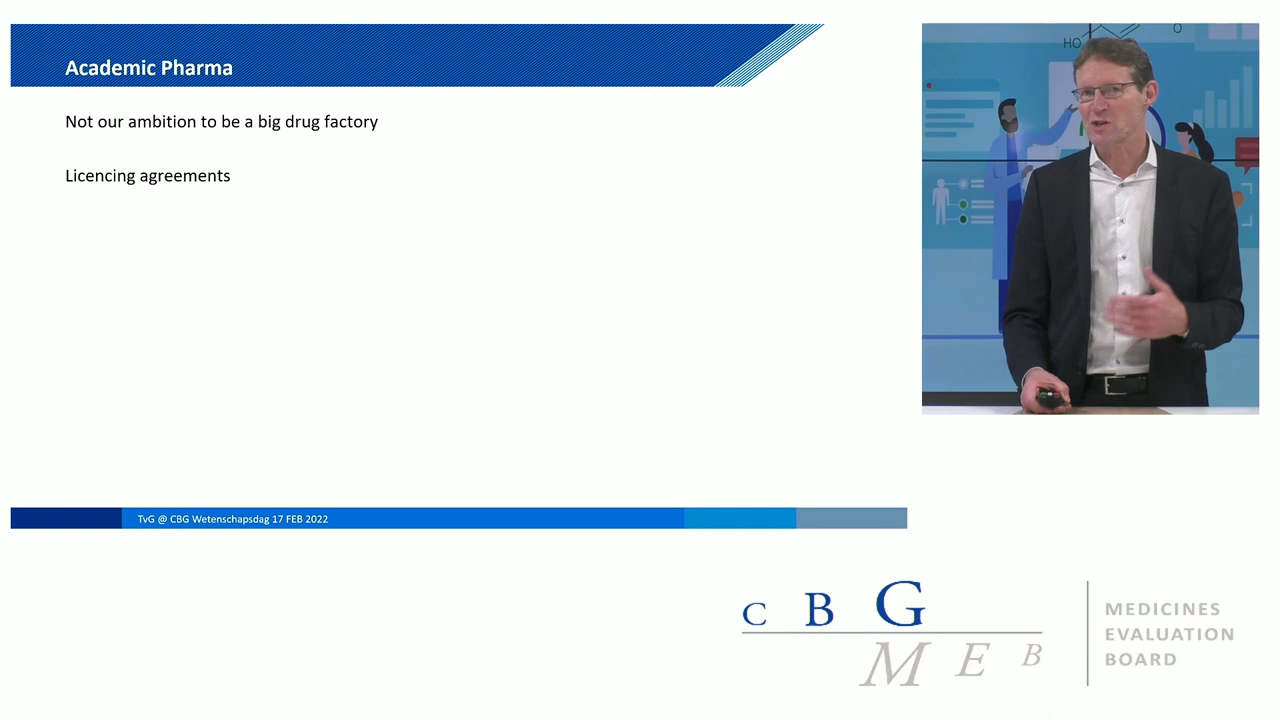 Academic Pharma
Not our ambition to be a big drug factory
Licencing agreements
HO
O
TvG @ CBG Wetenschapsdag 17 FEB 2022
C B G
M E B
MEDICINES
EVALUATION
BOARD